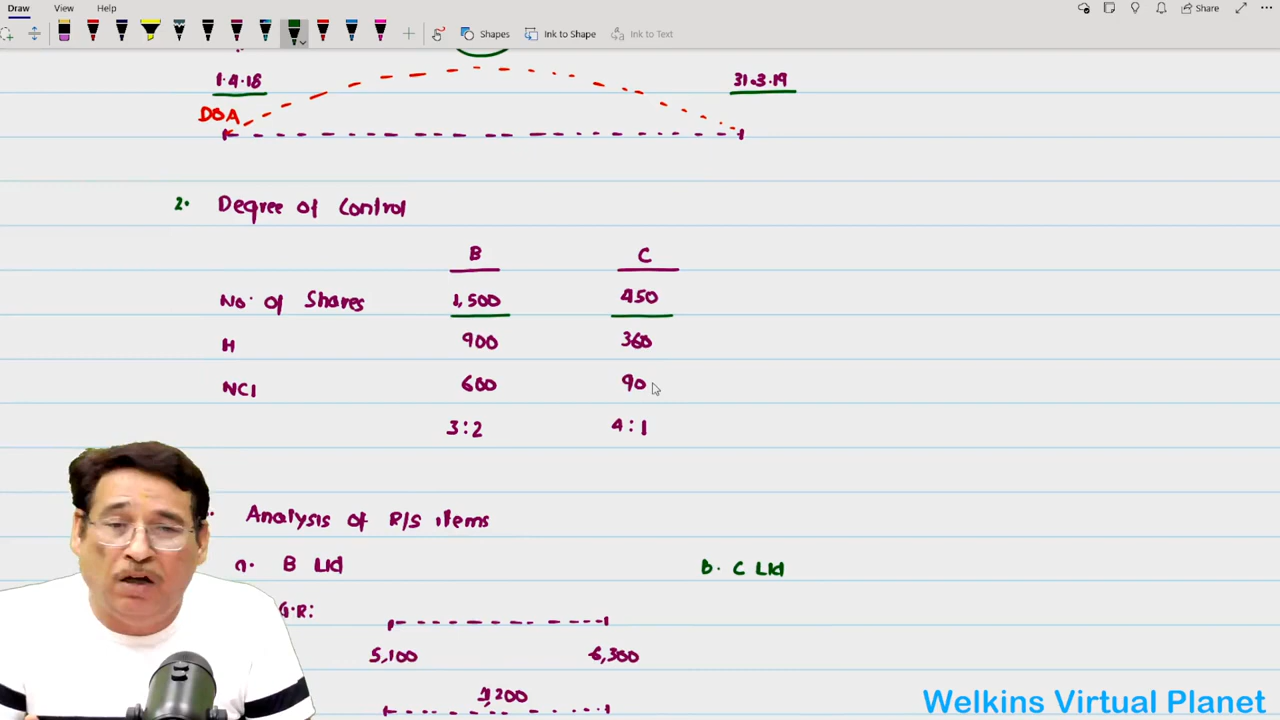 Draw View Help
Share
Shapes Ink to Shape Ink to Text
1.4.18 31.3.19
DOA
2. Degree of Control
B C
No. of Shares 1,500 450
H 900 360
NCI 600 90
3:2 4:1
Analysis of R/S items
a. B Ltd b. C Ltd
G.R:
5,100 6,300
1,200
Welkins Virtual Planet